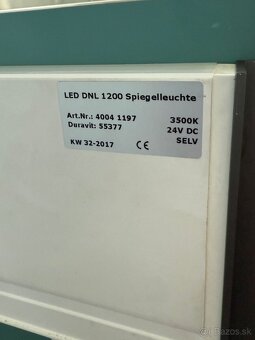 LED DNL 1200 Spiegelleuchte
Art.Nr.: 4004 1197 3500K
Duravit: 55377 24V DC
KW 32-2017 CE SELV
bazos.sk